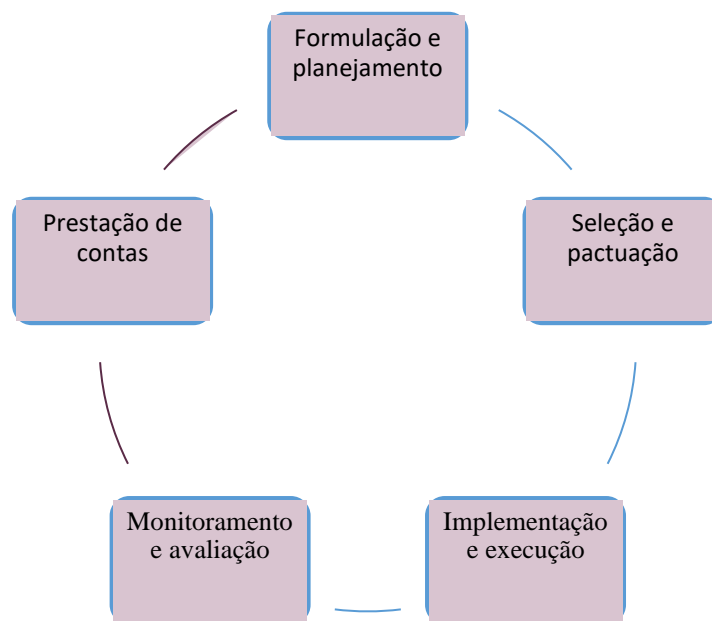 Formulação e
planejamento
Seleção e
pactuação
Implementação
e execução
Monitoramento
e avaliação
Prestação de
contas